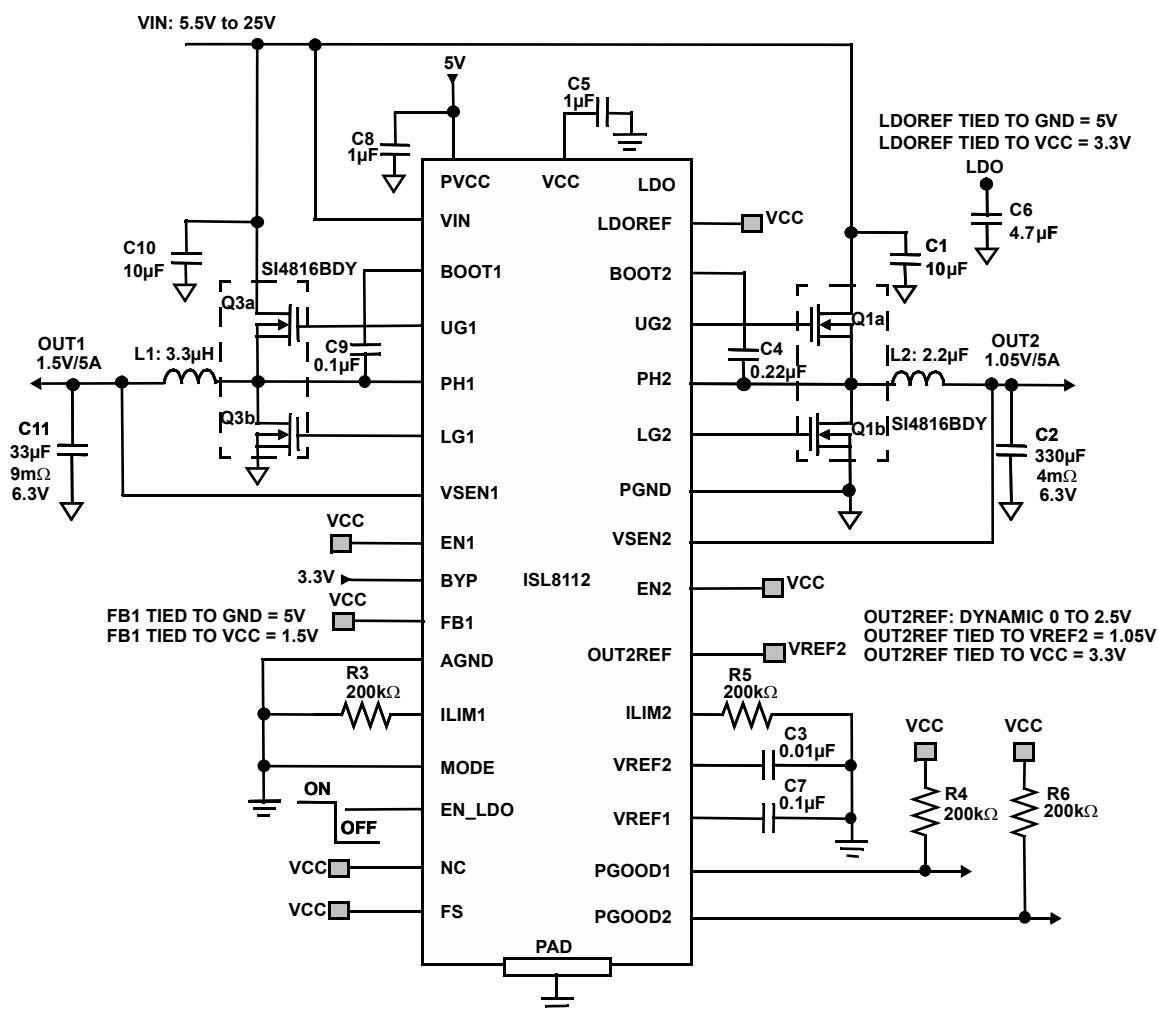 VIN: 5.5V to 25V
5V
C5
1µF
C8
1µF
LDOREF TIED TO GND = 5V
LDOREF TIED TO VCC = 3.3V
LDO
C6
4.7µF
PVCC
VCC
LDO
VIN
LDOREF
VCC
C10
10µF
C1
10µF
SI4816BDY
BOOT1
BOOT2
Q3a
Q1a
UG1
UG2
OUT1
1.5V/5A
L1: 3.3µH
C9
0.1µF
C4
0.22µF
L2: 2.2µF
OUT2
1.05V/5A
PH1
PH2
Q3b
Q1b
SI4816BDY
LG1
LG2
C11
33µF
9mΩ
6.3V
C2
330µF
4mΩ
6.3V
VSEN1
PGND
VCC
EN1
VSEN2
3.3V
BYP
ISL8112
EN2
VCC
FB1 TIED TO GND = 5V
FB1 TIED TO VCC = 1.5V
VCC
FB1
OUT2REF: DYNAMIC 0 TO 2.5V
OUT2REF TIED TO VREF2 = 1.05V
OUT2REF TIED TO VCC = 3.3V
AGND
OUT2REF
VREF2
R3
200kΩ
R5
200kΩ
ILIM1
ILIM2
C3
0.01µF
VCC
VCC
MODE
VREF2
C7
0.1µF
ON
OFF
EN_LDO
VREF1
R4
200kΩ
R6
200kΩ
VCC
NC
PGOOD1
VCC
FS
PGOOD2
PAD